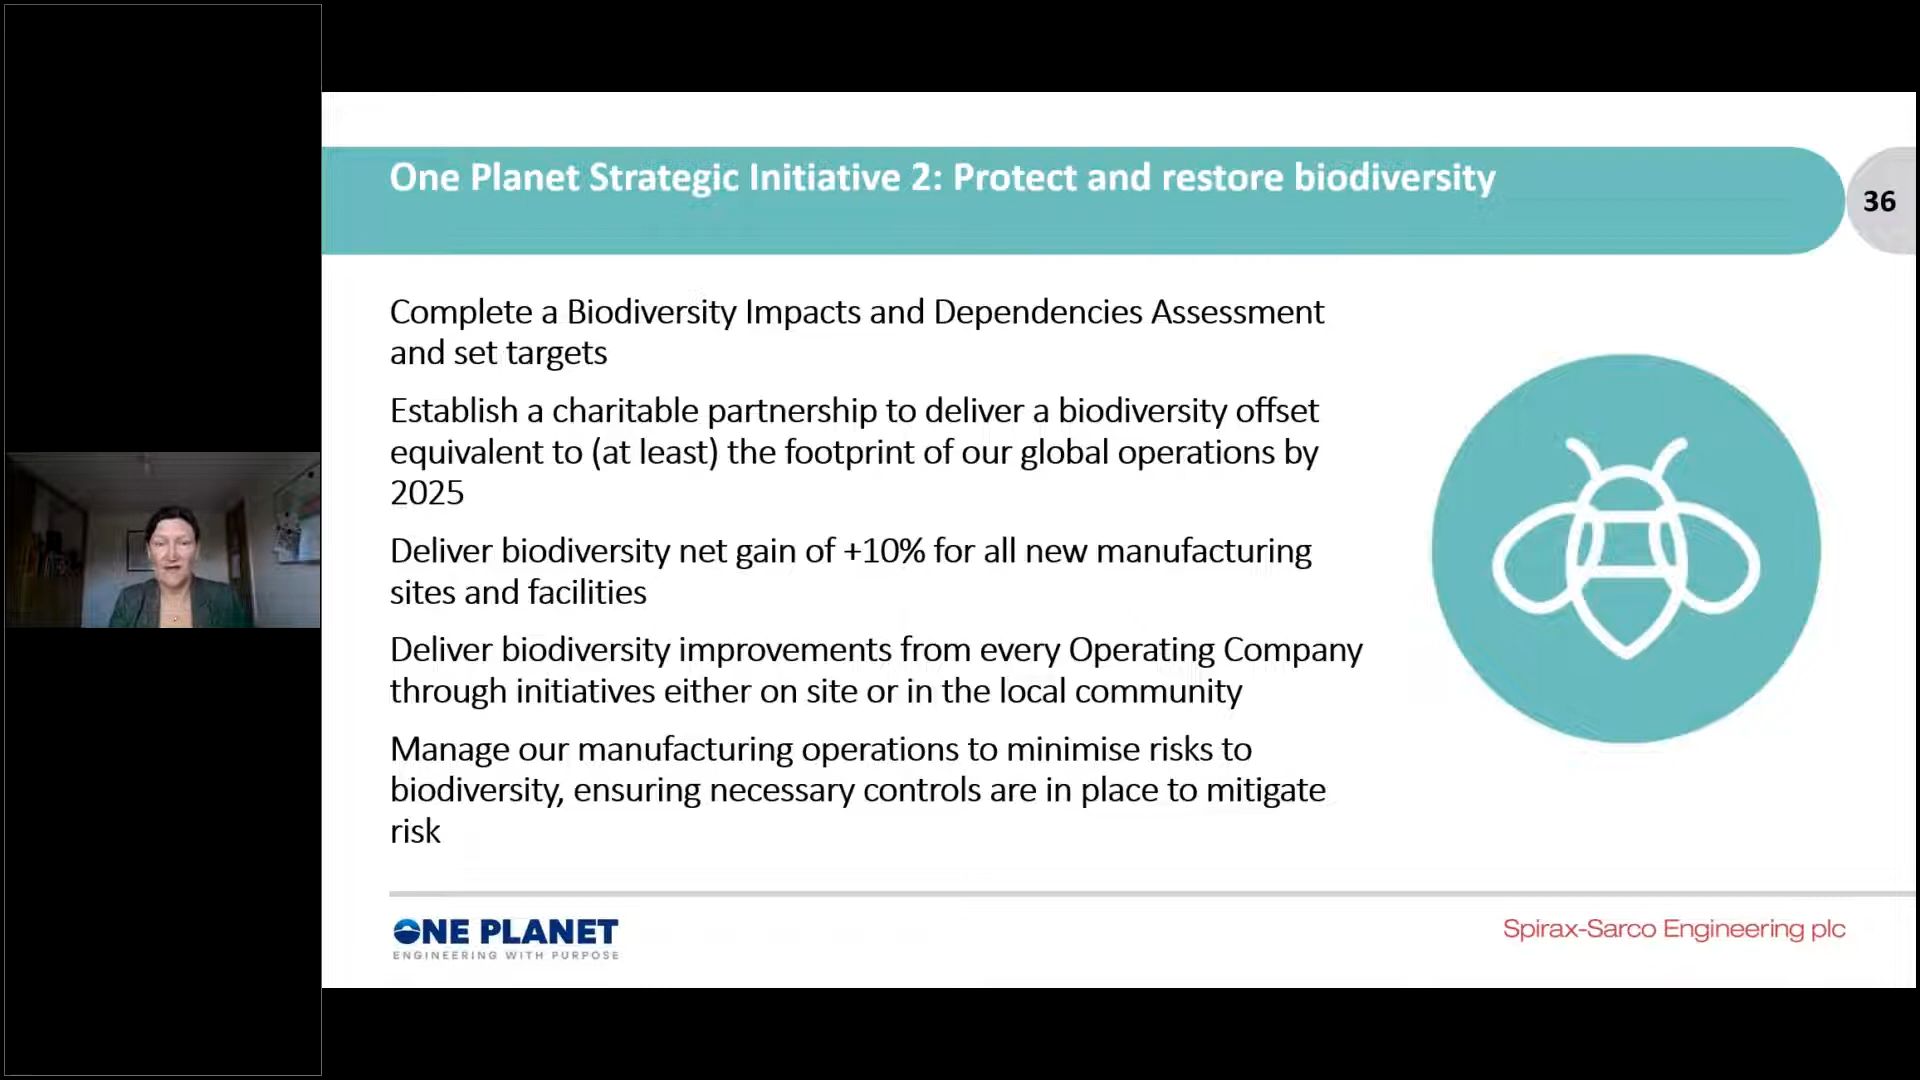 One Planet Strategic Initiative 2: Protect and restore biodiversity
36
Complete a Biodiversity Impacts and Dependencies Assessment
and set targets
Establish a charitable partnership to deliver a biodiversity offset
equivalent to (at least) the footprint of our global operations by
2025
Deliver biodiversity net gain of +10% for all new manufacturing
sites and facilities
Deliver biodiversity improvements from every Operating Company
through initiatives either on site or in the local community
Manage our manufacturing operations to minimise risks to
biodiversity, ensuring necessary controls are in place to mitigate
risk
ONE PLANET
ENGINEERING WITH PURPOSE
Spirax-Sarco Engineering plc